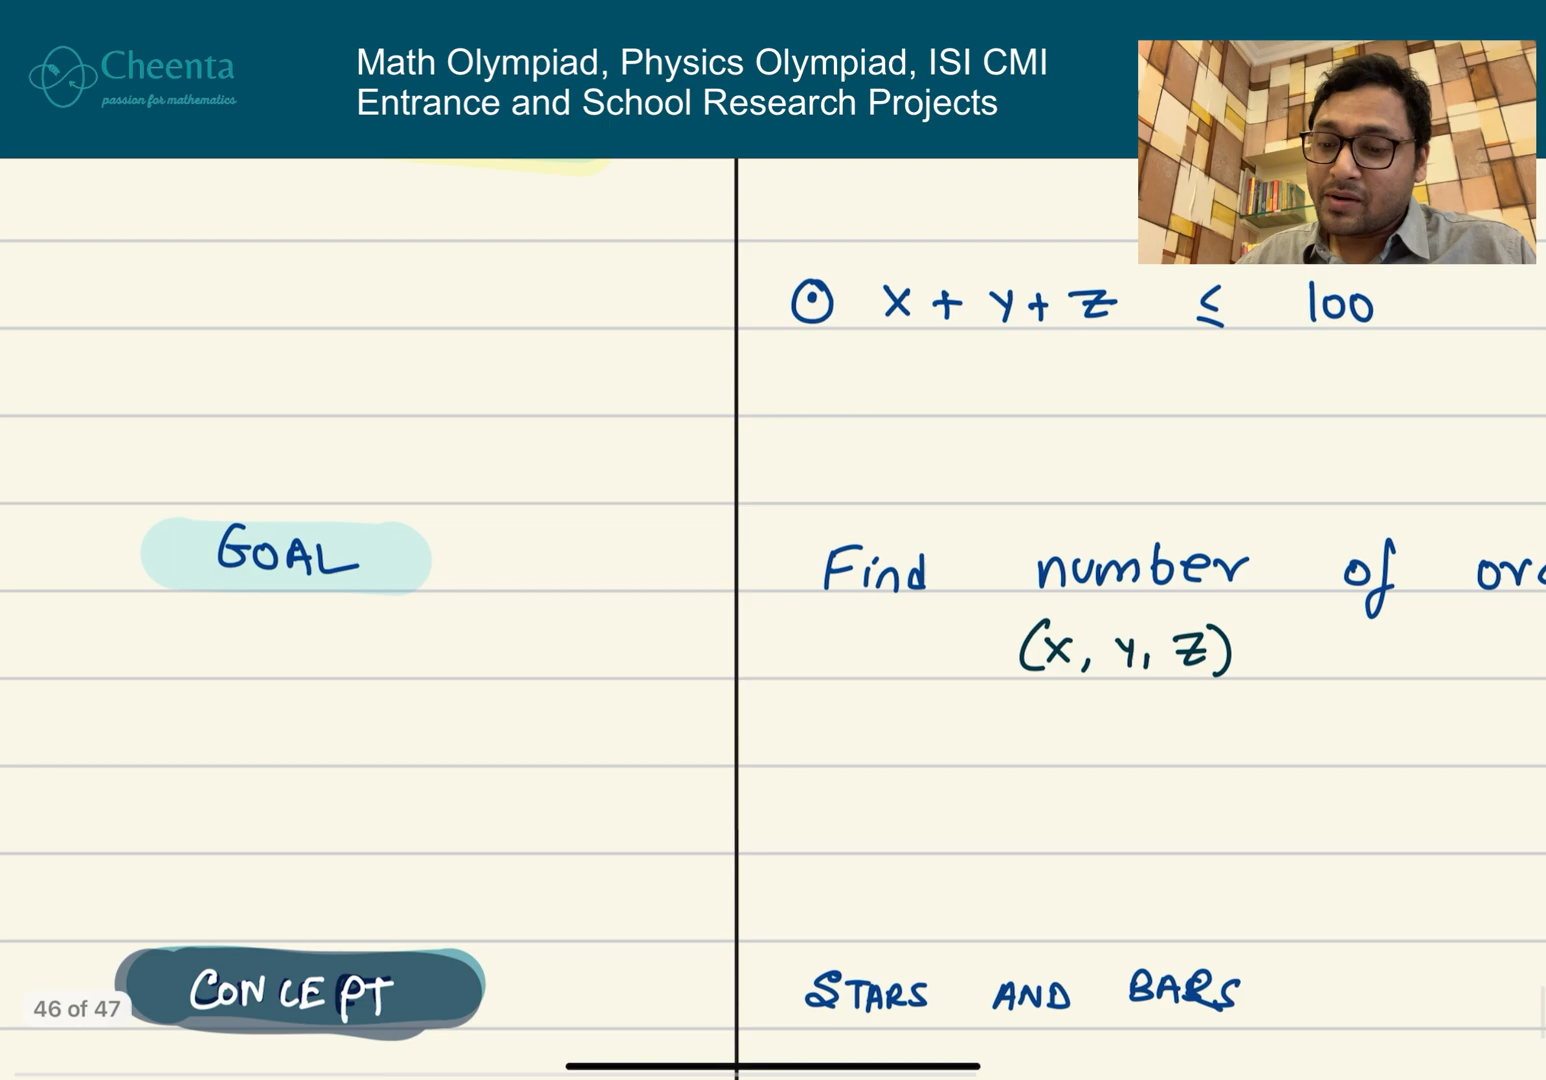 Cheenta
passion for mathematics
Math Olympiad, Physics Olympiad, ISI CMI
Entrance and School Research Projects
⊙ x + y + z ≤ 100
GOAL
Find number of
(x, y, z)
CONCEPT
STARS AND BARS
46 of 47